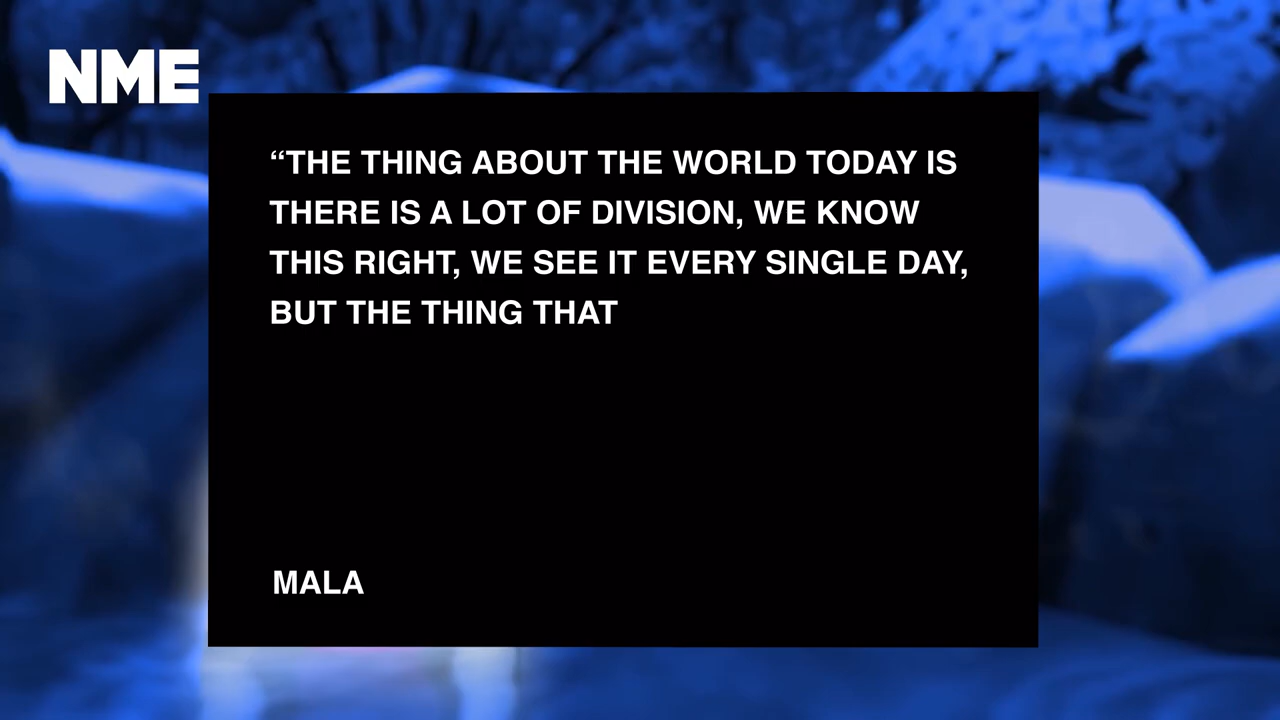 NME
“THE THING ABOUT THE WORLD TODAY IS
THERE IS A LOT OF DIVISION, WE KNOW
THIS RIGHT, WE SEE IT EVERY SINGLE DAY,
BUT THE THING THAT
MALA